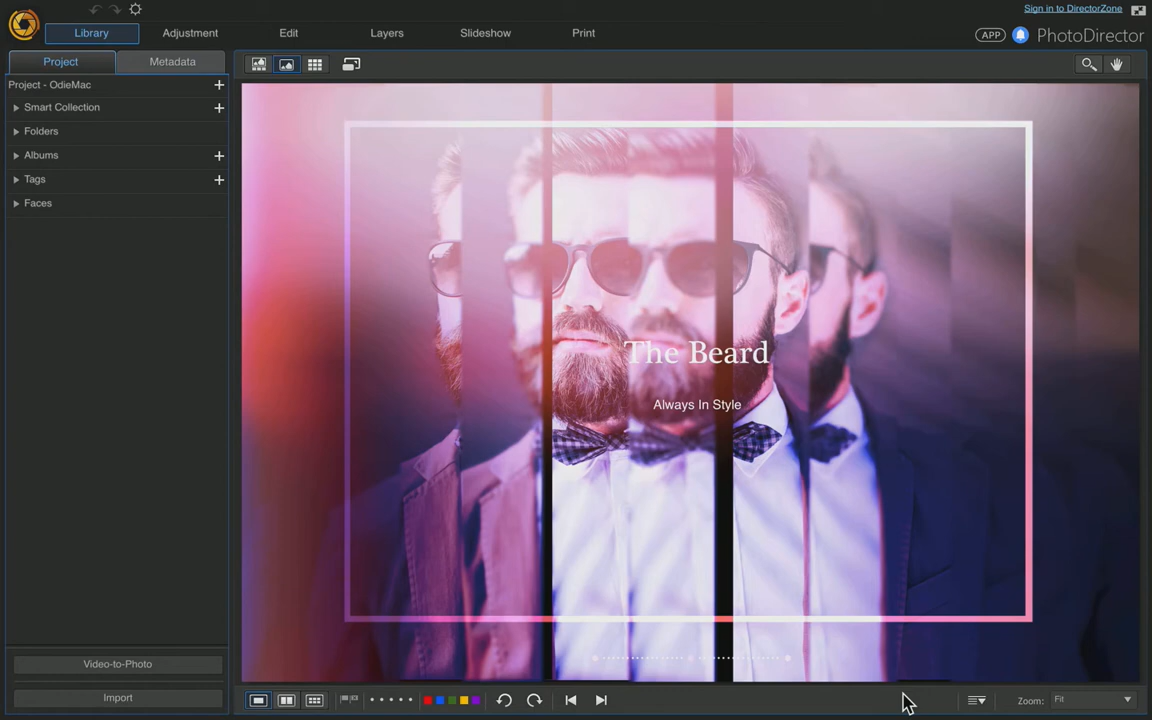 Sign in to DirectorZone
Library Adjustment Edit Layers Slideshow Print APP PhotoDirector
Project Metadata
Project - OdieMac
Smart Collection
Folders
Albums
Tags
Faces
The Beard
Always In Style
Video-to-Photo
Import
Zoom: Fit